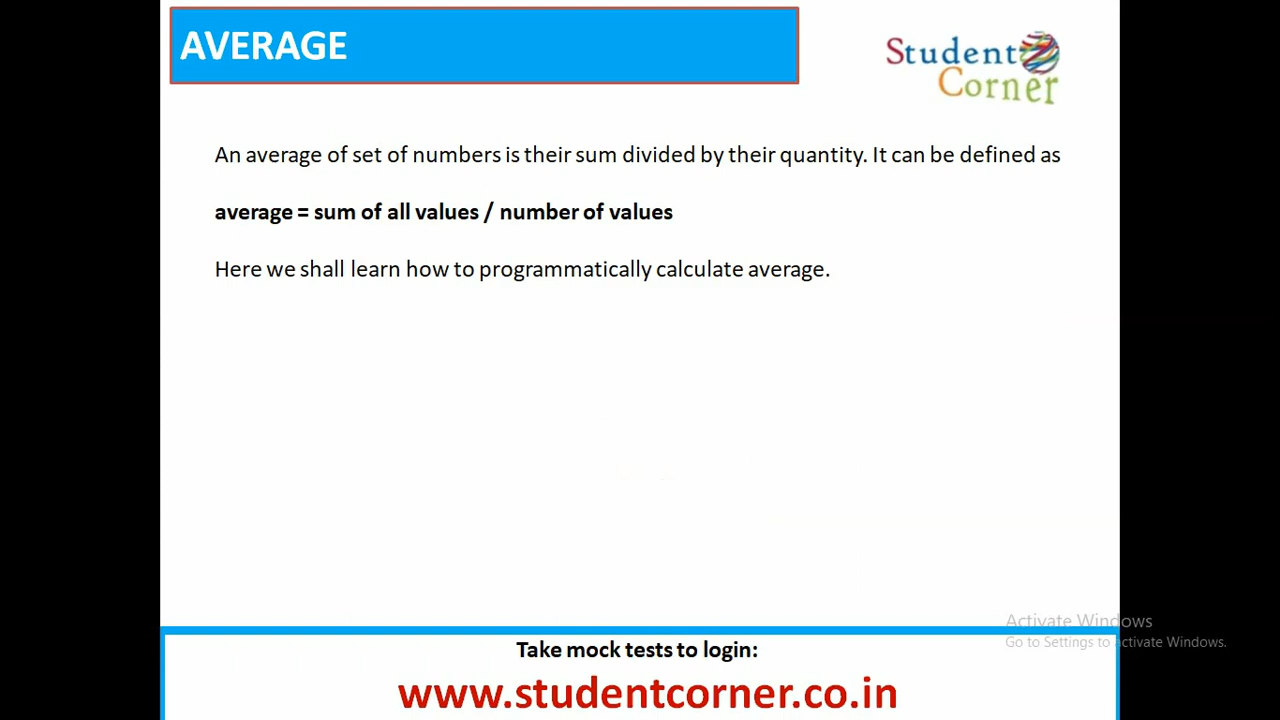 AVERAGE
Student
Corner
An average of set of numbers is their sum divided by their quantity. It can be defined as
average = sum of all values / number of values
Here we shall learn how to programmatically calculate average.
Activate Windows
Go to Settings to activate Windows.
Take mock tests to login:
www.studentcorner.co.in